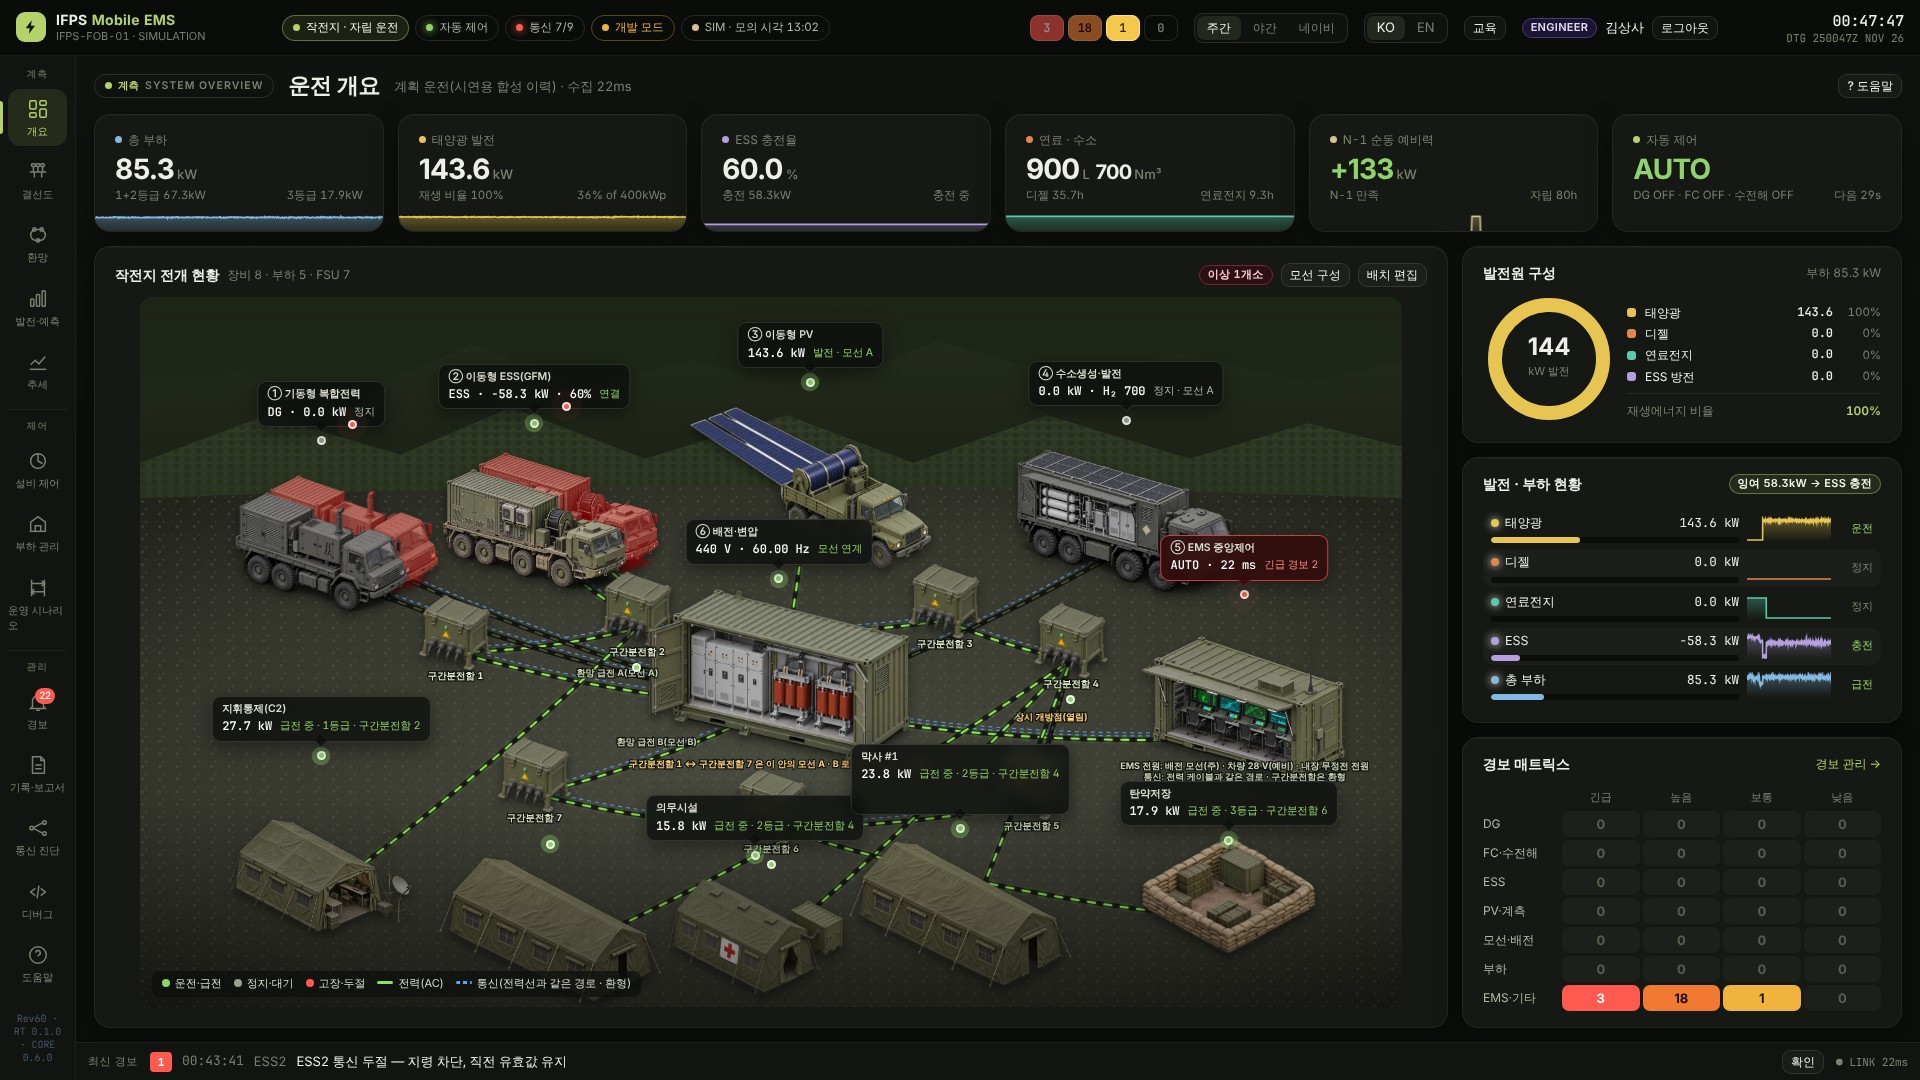 IFPS Mobile EMS
IFPS-FOB-01 · SIMULATION
작전지 · 자립 운전
자동 제어
통신 7/9
개발 모드
SIM · 모의 시각 13:02
3
18
1
0
주간 야간 네이비
KO EN
교육
ENGINEER 김상사 로그아웃
00:47:47
DTG 250047Z NOV 26
계측
개요
결선도
환망
발전·예측
추세
제어
설비 제어
부하 관리
운영 시나리오
관리
22
경보
기록·보고서
통신 진단
디버그
도움말
Rev60 · RT 0.1.0 · CORE 0.6.0
계측 SYSTEM OVERVIEW
운전 개요
계획 운전(시연용 합성 이력) · 수집 22ms
? 도움말
총 부하
85.3 kW
1+2등급 67.3kW 3등급 17.9kW
태양광 발전
143.6 kW
재생 비율 100% 36% of 400kWp
ESS 충전율
60.0 %
충전 58.3kW 충전 중
연료 · 수소
900 L 700 Nm³
디젤 35.7h 연료전지 9.3h
N-1 순동 예비력
+133 kW
N-1 만족 자립 80h
자동 제어
AUTO
DG OFF · FC OFF · 수전해 OFF 다음 29s
작전지 전개 현황 장비 8 · 부하 5 · FSU 7
이상 1개소
모선 구성
배치 편집
① 기동형 복합전력
DG · 0.0 kW 정지
② 이동형 ESS(GFM)
ESS · -58.3 kW · 60% 연결
③ 이동형 PV
143.6 kW 발전 · 모선 A
④ 수소생성·발전
0.0 kW · H₂ 700 정지 · 모선 A
⑤ EMS 중앙제어
AUTO · 22 ms 긴급 경보 2
⑥ 배전·변압
440 V · 60.00 Hz 모선 연계
구간분전함 1
구간분전함 2
환망 급전 A(모선 A)
구간분전함 3
구간분전함 4
상시 개방점(열림)
환망 급전 B(모선 B)
구간분전함 1 ↔ 구간분전함 7 은 이 안의 모선 A · B 로
EMS 전원: 배전 모선(주) · 차량 28 V(예비) · 내장 무정전 전원
통신: 전력 케이블과 같은 경로 · 구간분전함은 환형
지휘통제(C2)
27.7 kW 급전 중 · 1등급 · 구간분전함 2
막사 #1
23.8 kW 급전 중 · 2등급 · 구간분전함 4
의무시설
15.8 kW 급전 중 · 2등급 · 구간분전함 4
탄약저장
17.9 kW 급전 중 · 3등급 · 구간분전함 6
구간분전함 7
구간분전함 5
구간분전함 6
운전·급전 정지·대기 고장·두절 전력(AC) 통신(전력선과 같은 경로 · 환형)
발전원 구성 부하 85.3 kW
144
kW 발전
태양광 143.6 100%
디젤 0.0 0%
연료전지 0.0 0%
ESS 방전 0.0 0%
재생에너지 비율 100%
발전 · 부하 현황 잉여 58.3kW → ESS 충전
태양광 143.6 kW 운전
디젤 0.0 kW 정지
연료전지 0.0 kW 정지
ESS -58.3 kW 충전
총 부하 85.3 kW 급전
경보 매트릭스 경보 관리 →
긴급 높음 보통 낮음
DG 0 0 0 0
FC·수전해 0 0 0 0
ESS 0 0 0 0
PV·계측 0 0 0 0
모선·배전 0 0 0 0
부하 0 0 0 0
EMS·기타 3 18 1 0
최신 경보 1 00:43:41 ESS2 ESS2 통신 두절 — 지령 차단, 직전 유효값 유지
확인
LINK 22ms